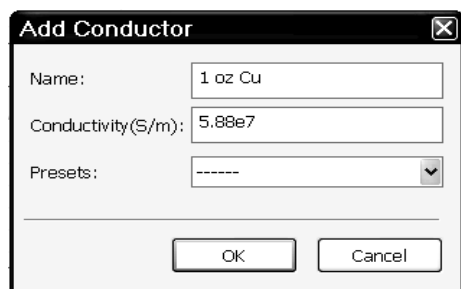 Add Conductor
Name: 1 oz Cu
Conductivity(S/m): 5.88e7
Presets: ------
OK Cancel